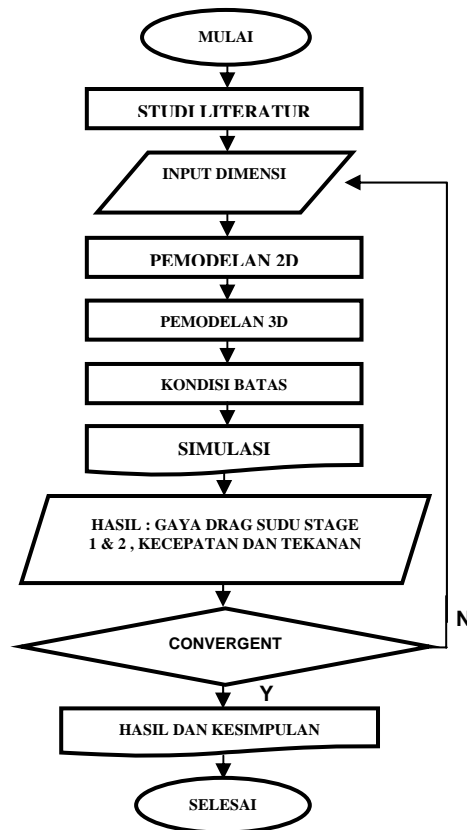 MULAI
STUDI LITERATUR
INPUT DIMENSI
PEMODELAN 2D
PEMODELAN 3D
KONDISI BATAS
SIMULASI
HASIL : GAYA DRAG SUDU STAGE
1 & 2 , KECEPATAN DAN TEKANAN
N
CONVERGENT
Y
HASIL DAN KESIMPULAN
SELESAI